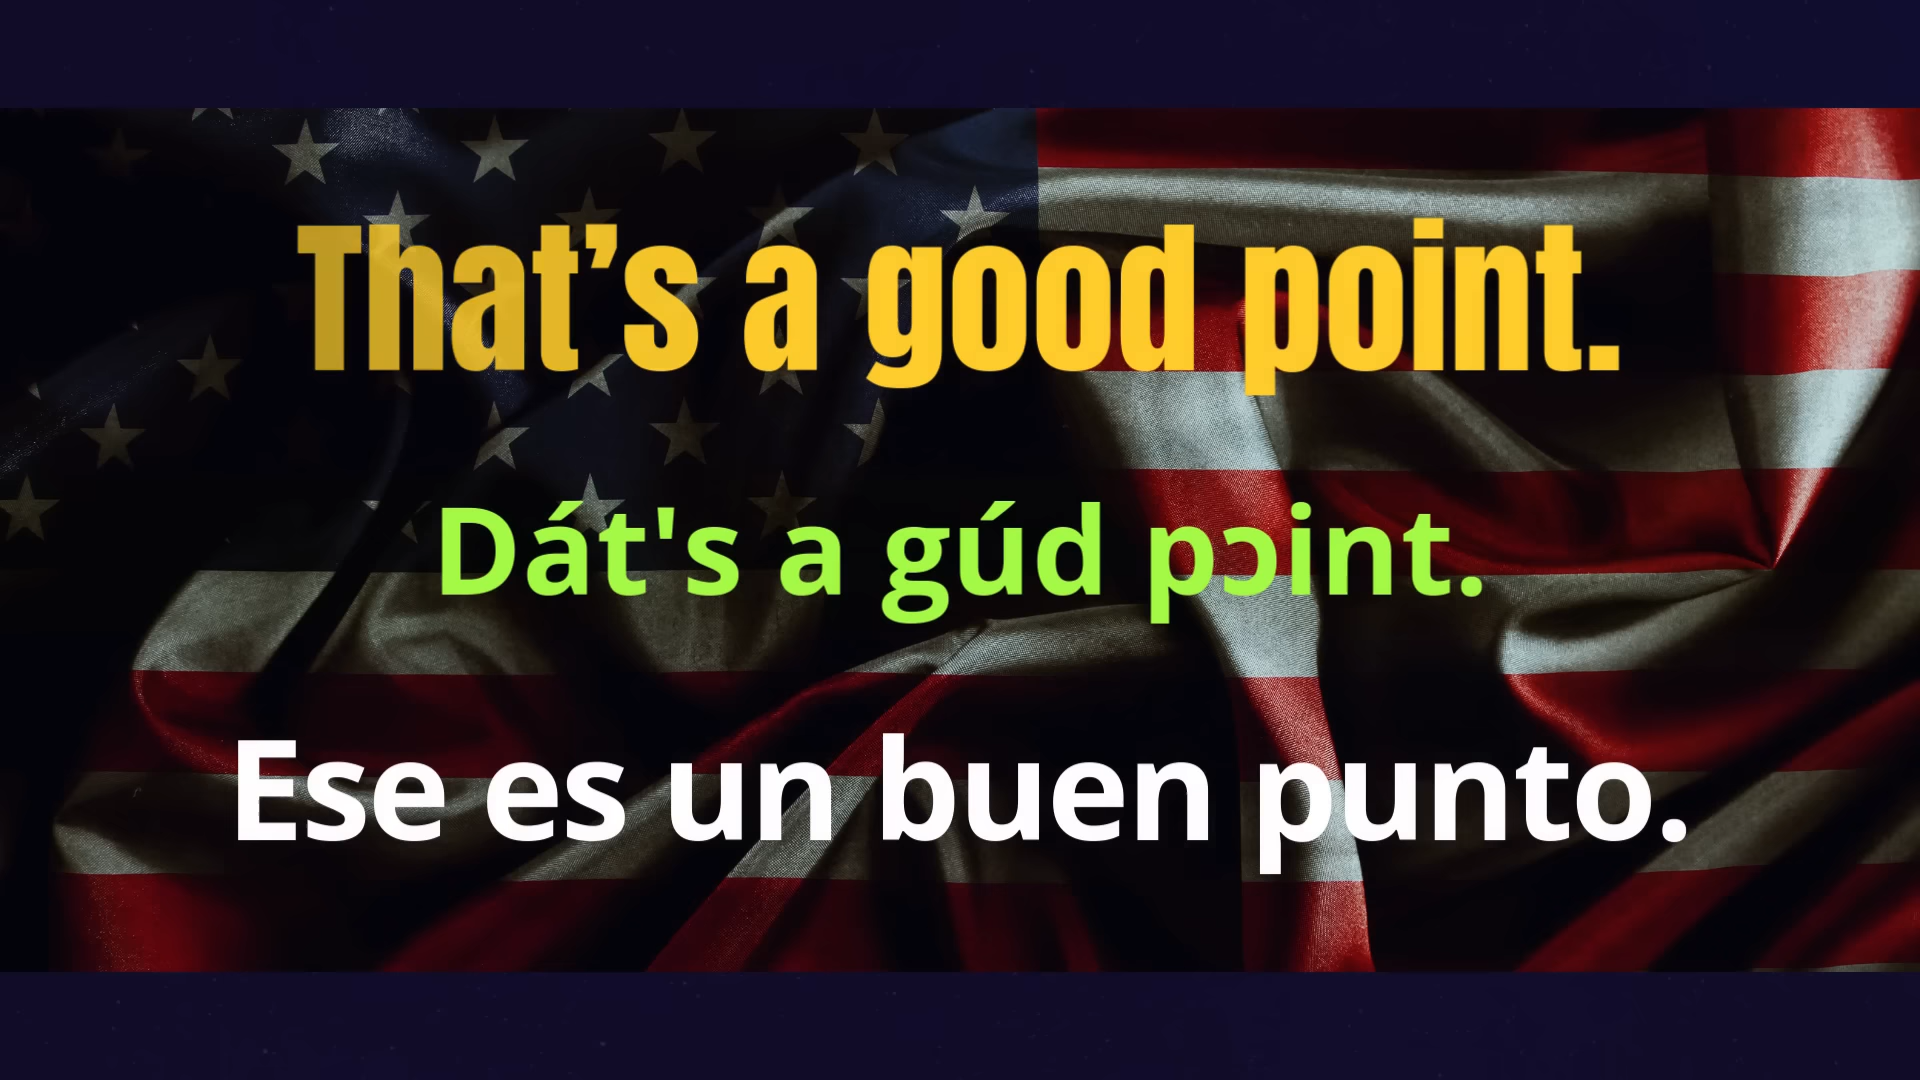 That’s a good point.
Dát's a gúd pɔint.
Ese es un buen punto.